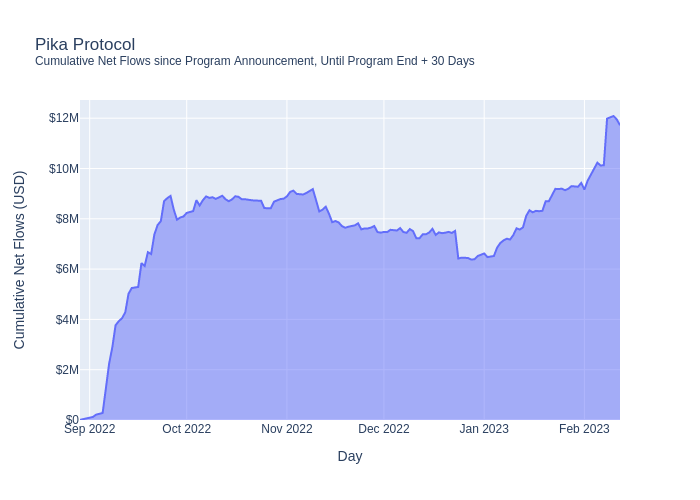 Pika Protocol
Cumulative Net Flows since Program Announcement, Until Program End + 30 Days
Cumulative Net Flows (USD)
$12M
$10M
$8M
$6M
$4M
$2M
$0
Sep 2022 Oct 2022 Nov 2022 Dec 2022 Jan 2023 Feb 2023
Day